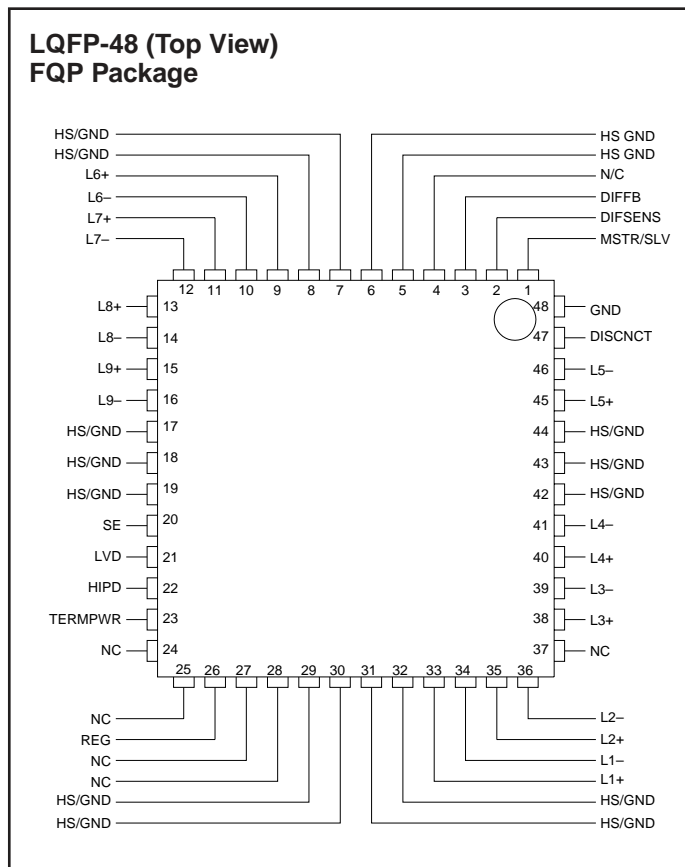 LQFP-48 (Top View)
FQP Package
HS/GND
HS/GND
L6+
L6–
L7+
L7–
HS GND
HS GND
N/C
DIFFB
DIFSENS
MSTR/SLV
12 11 10 9 8 7 6 5 4 3 2 1
L8+ 13
L8– 14
L9+ 15
L9– 16
HS/GND 17
HS/GND 18
HS/GND 19
SE 20
LVD 21
HIPD 22
TERMPWR 23
NC 24
48 GND
47 DISCNCT
46 L5–
45 L5+
44 HS/GND
43 HS/GND
42 HS/GND
41 L4–
40 L4+
39 L3–
38 L3+
37 NC
25 26 27 28 29 30 31 32 33 34 35 36
NC
REG
NC
NC
HS/GND
HS/GND
L2–
L2+
L1–
L1+
HS/GND
HS/GND